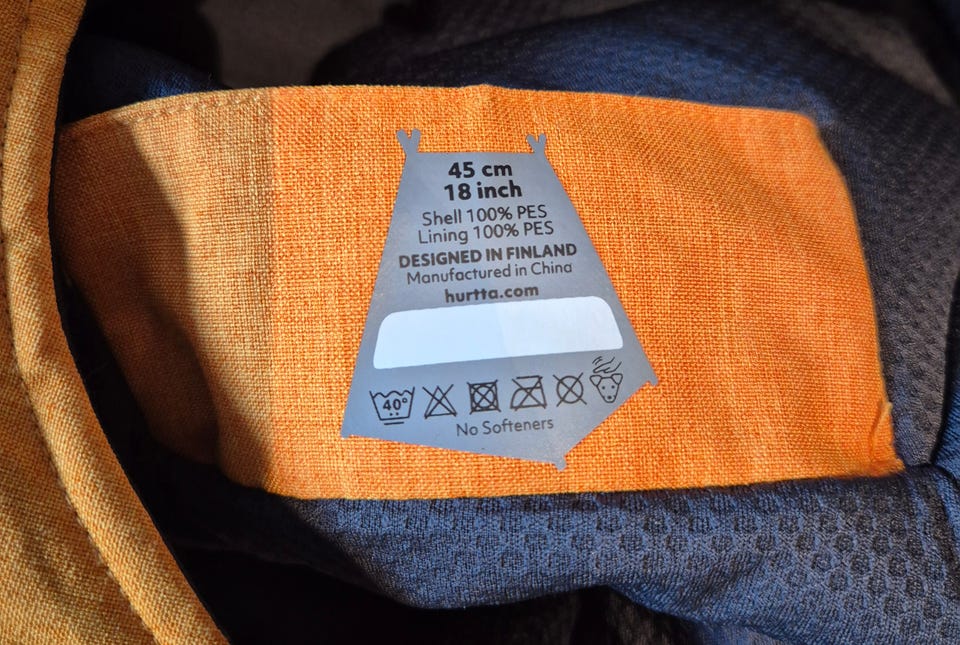 45 cm
18 inch
Shell 100% PES
Lining 100% PES
DESIGNED IN FINLAND
Manufactured in China
hurtta.com
40°
No Softeners